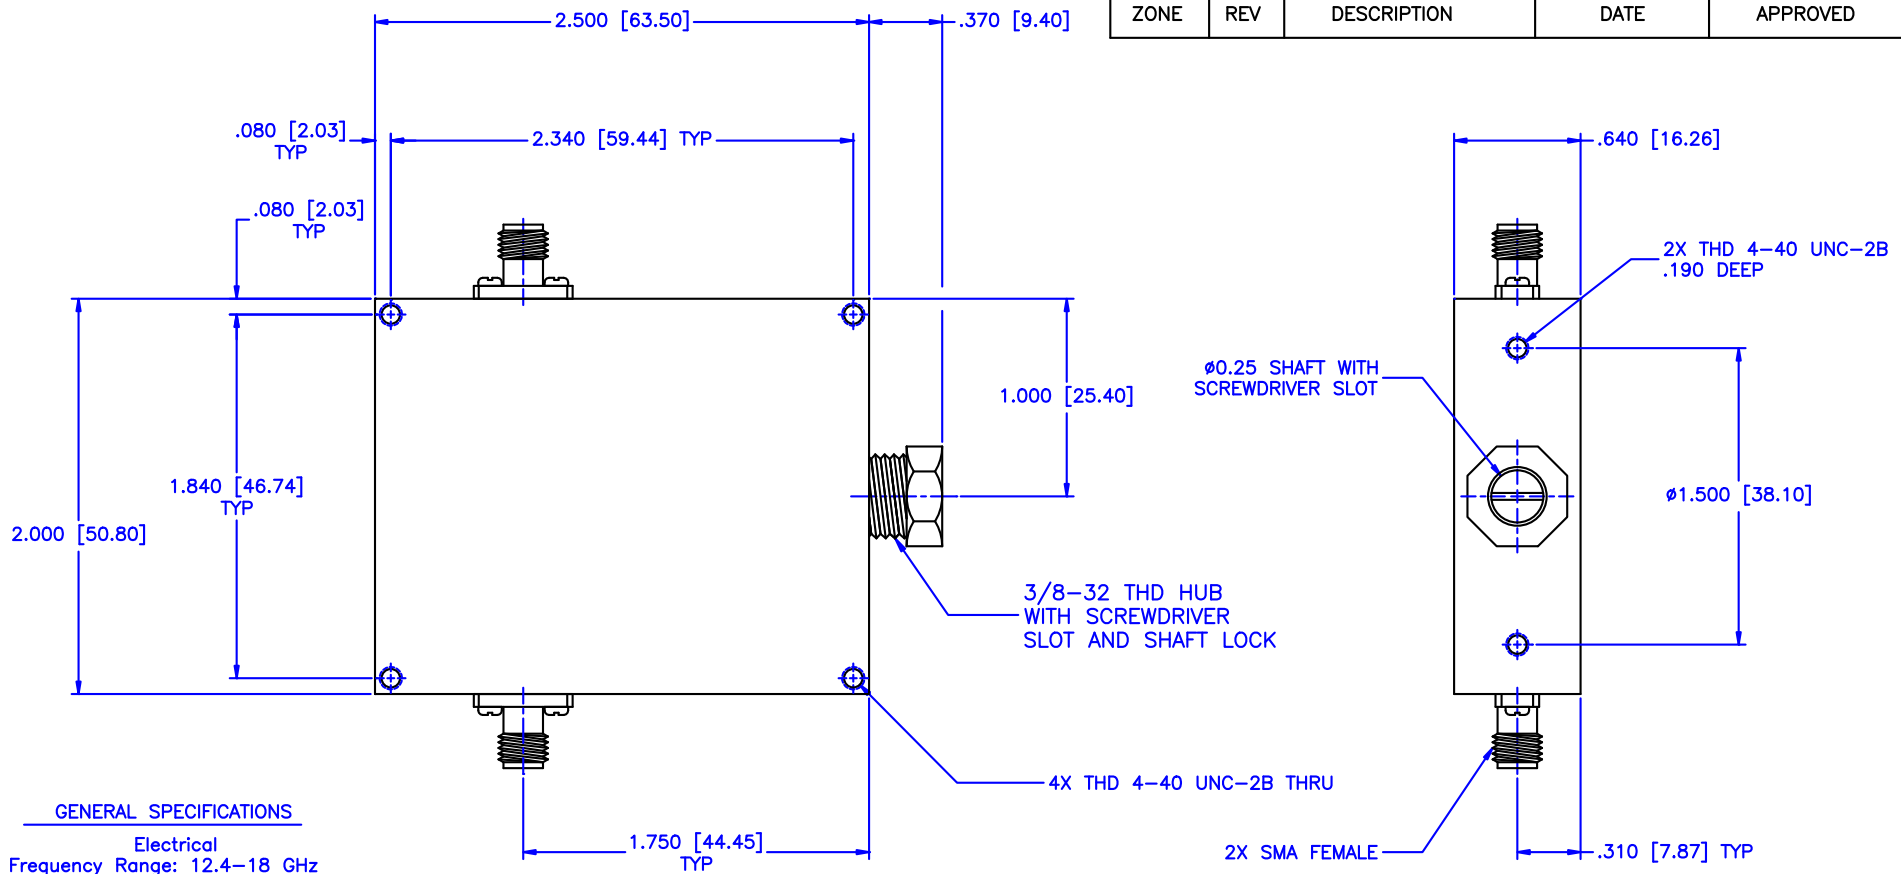 ZONE REV DESCRIPTION DATE APPROVED
2.500 [63.50]
.370 [9.40]
.080 [2.03]
TYP
2.340 [59.44] TYP
.640 [16.26]
.080 [2.03]
TYP
2X THD 4-40 UNC-2B
.190 DEEP
ø0.25 SHAFT WITH
SCREWDRIVER SLOT
1.000 [25.40]
1.840 [46.74]
TYP
ø1.500 [38.10]
2.000 [50.80]
3/8-32 THD HUB
WITH SCREWDRIVER
SLOT AND SHAFT LOCK
4X THD 4-40 UNC-2B THRU
GENERAL SPECIFICATIONS
Electrical
Frequency Range: 12.4-18 GHz
1.750 [44.45]
TYP
2X SMA FEMALE
.310 [7.87] TYP